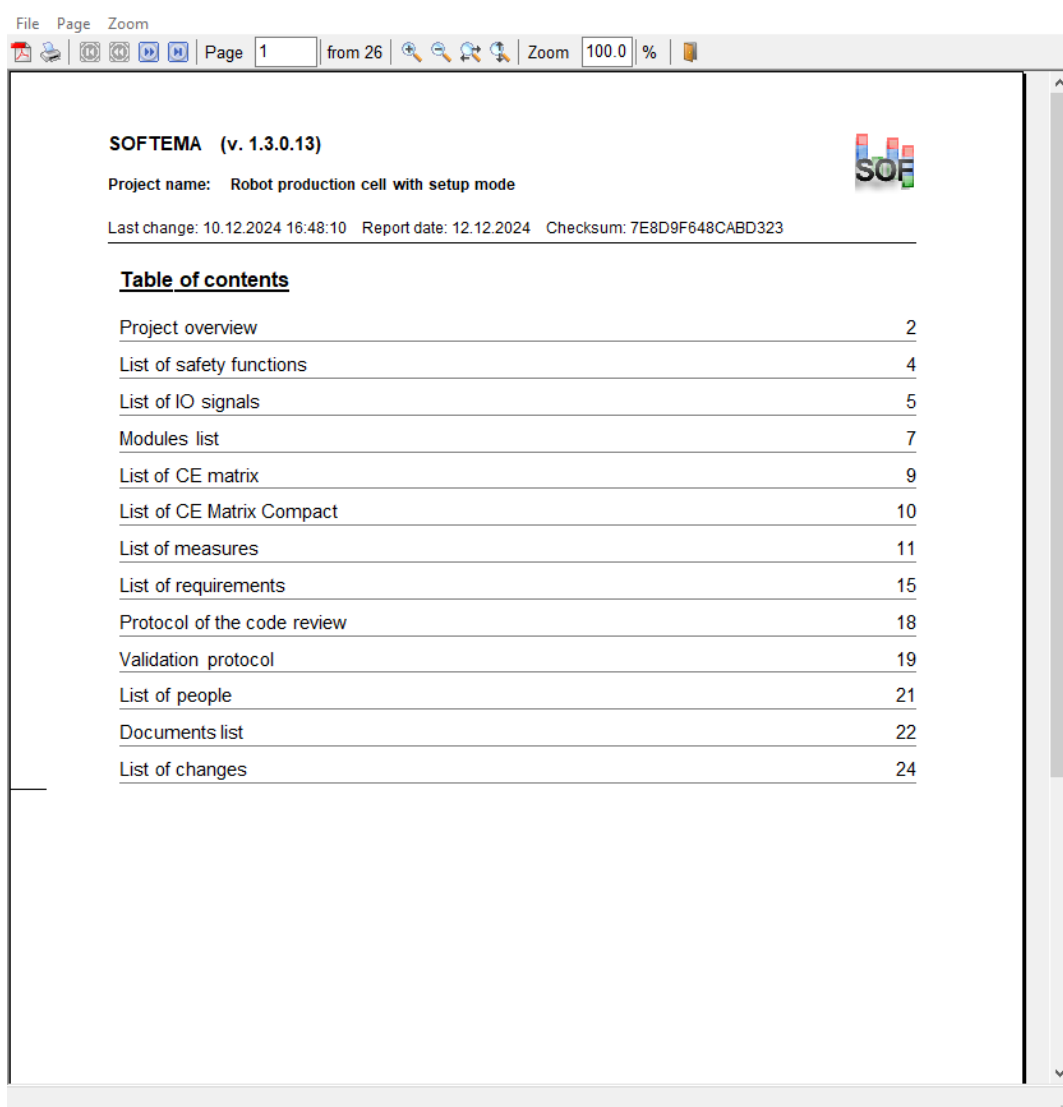 File Page Zoom
Page 1 from 26 Zoom 100.0 %
SOFTEMA (v. 1.3.0.13)
SOF
Project name: Robot production cell with setup mode
Last change: 10.12.2024 16:48:10 Report date: 12.12.2024 Checksum: 7E8D9F648CABD323
Table of contents
Project overview 2
List of safety functions 4
List of IO signals 5
Modules list 7
List of CE matrix 9
List of CE Matrix Compact 10
List of measures 11
List of requirements 15
Protocol of the code review 18
Validation protocol 19
List of people 21
Documents list 22
List of changes 24